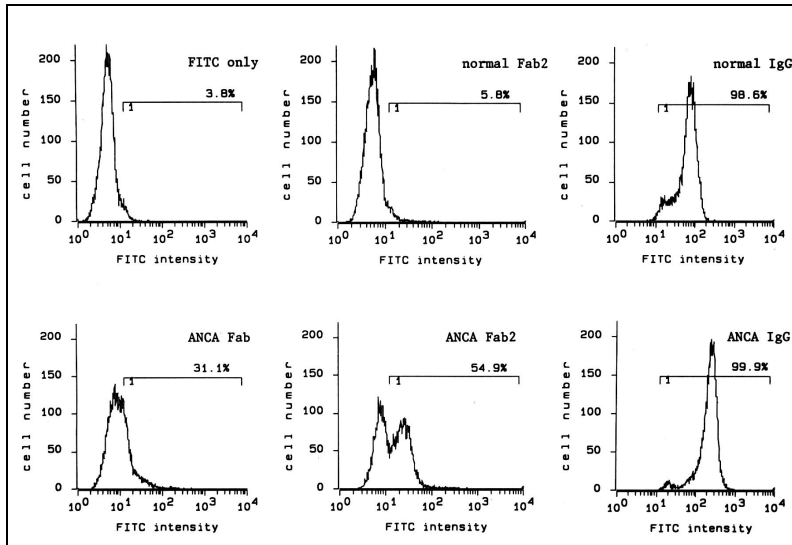 FITC only
3.8%
1
cell number
200
150
100
50
0
10^0 10^1 10^2 10^3 10^4
FITC intensity
normal Fab2
5.8%
1
cell number
200
150
100
50
0
10^0 10^2 10^3 10^4
FITC intensity
normal IgG
98.6%
1
cell number
200
150
100
50
0
10^0 10^1 10^2 10^3 10^4
FITC intensity
ANCA Fab
31.1%
1
cell number
200
150
100
50
0
10^0 10^1 10^2 10^3 10^4
FITC intensity
ANCA Fab2
54.9%
1
cell number
200
150
100
50
0
10^0 10^1 10^2 10^3 10^4
FITC intensity
ANCA IgG
99.9%
1
cell number
200
150
100
50
0
10^0 10^1 10^2 10^3 10^4
FITC intensity